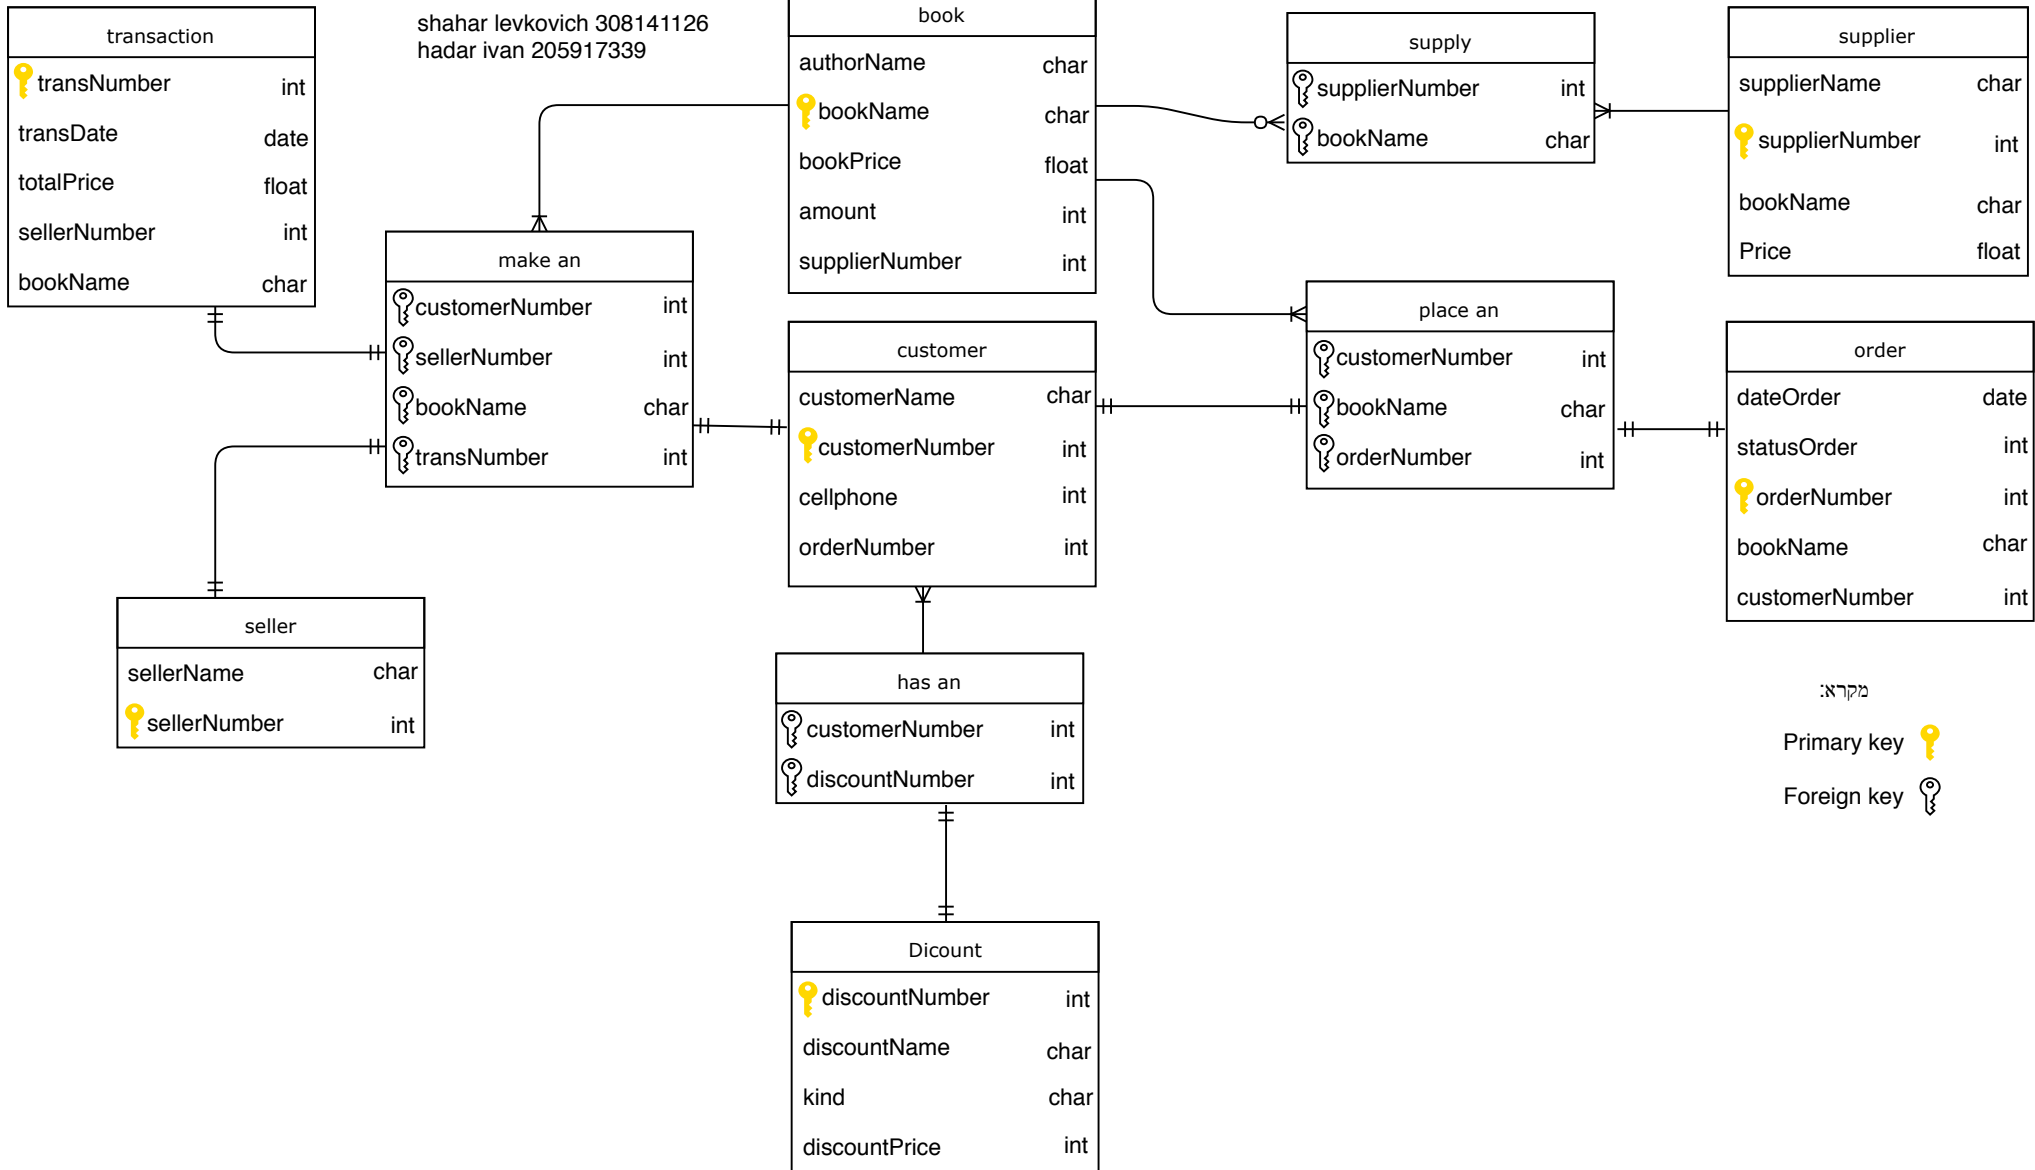 shahar levkovich 308141126
hadar ivan 205917339
transaction
transNumber int
transDate date
totalPrice float
sellerNumber int
bookName char
book
authorName char
bookName char
bookPrice float
amount int
supplierNumber int
supply
supplierNumber int
bookName char
supplier
supplierName char
supplierNumber int
bookName char
Price float
make an
customerNumber int
sellerNumber int
bookName char
transNumber int
customer
customerName char
customerNumber int
cellphone int
orderNumber int
place an
customerNumber int
bookName char
orderNumber int
order
dateOrder date
statusOrder int
orderNumber int
bookName char
customerNumber int
seller
sellerName char
sellerNumber int
has an
customerNumber int
discountNumber int
Dicount
discountNumber int
discountName char
kind char
discountPrice int
מקרא:
Primary key
Foreign key